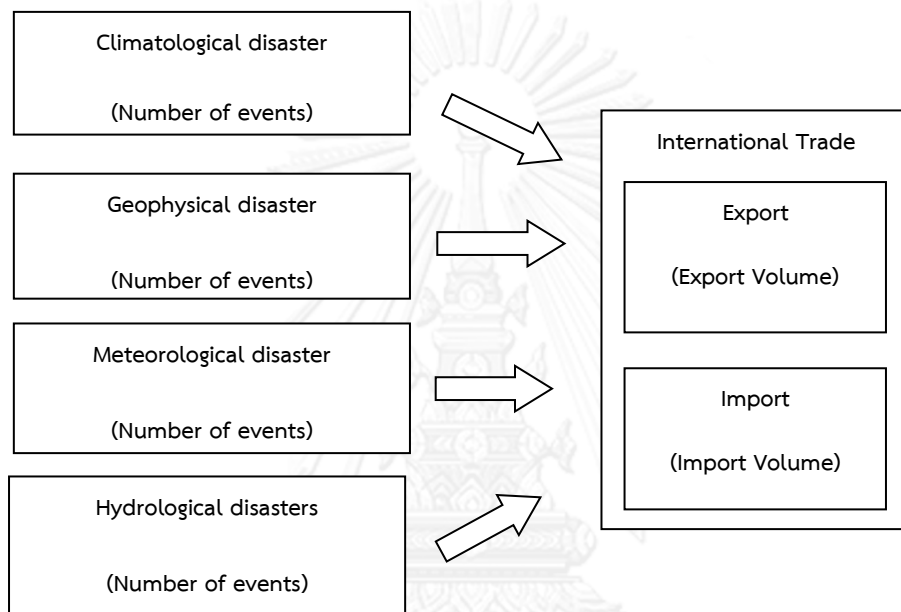 Climatological disaster
(Number of events)
Geophysical disaster
(Number of events)
Meteorological disaster
(Number of events)
Hydrological disasters
(Number of events)
International Trade
Export
(Export Volume)
Import
(Import Volume)